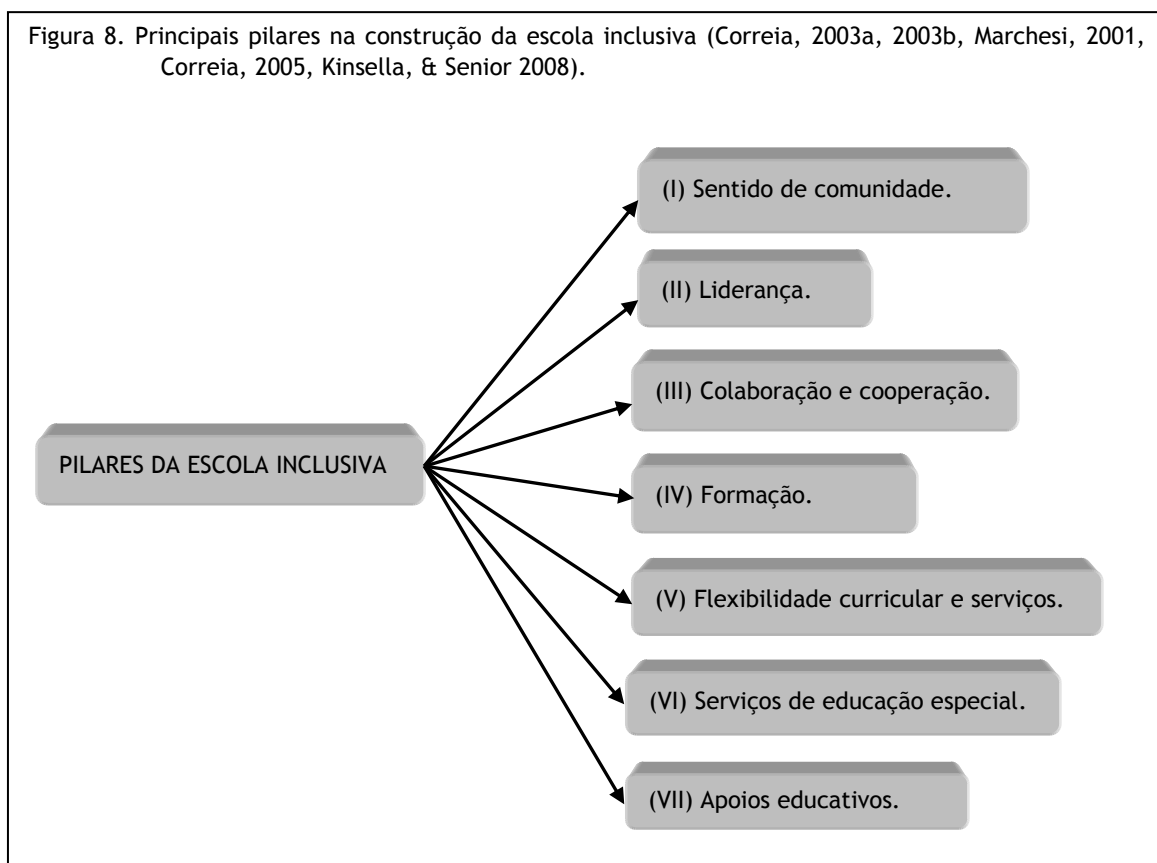 Figura 8. Principais pilares na construção da escola inclusiva (Correia, 2003a, 2003b, Marchesi, 2001,
Correia, 2005, Kinsella, & Senior 2008).
(I) Sentido de comunidade.
(II) Liderança.
(III) Colaboração e cooperação.
PILARES DA ESCOLA INCLUSIVA
(IV) Formação.
(V) Flexibilidade curricular e serviços.
(VI) Serviços de educação especial.
(VII) Apoios educativos.